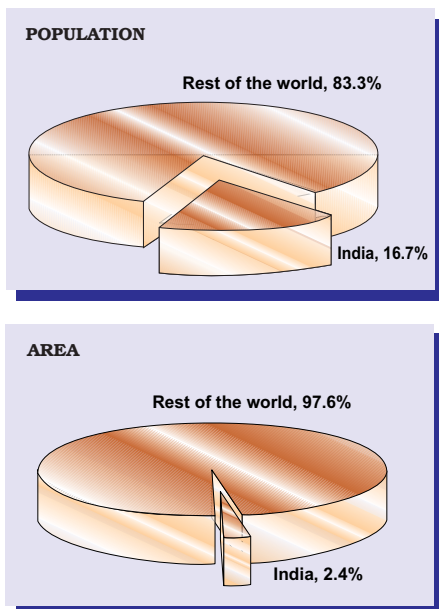 POPULATION
Rest of the world, 83.3%
India, 16.7%
AREA
Rest of the world, 97.6%
India, 2.4%